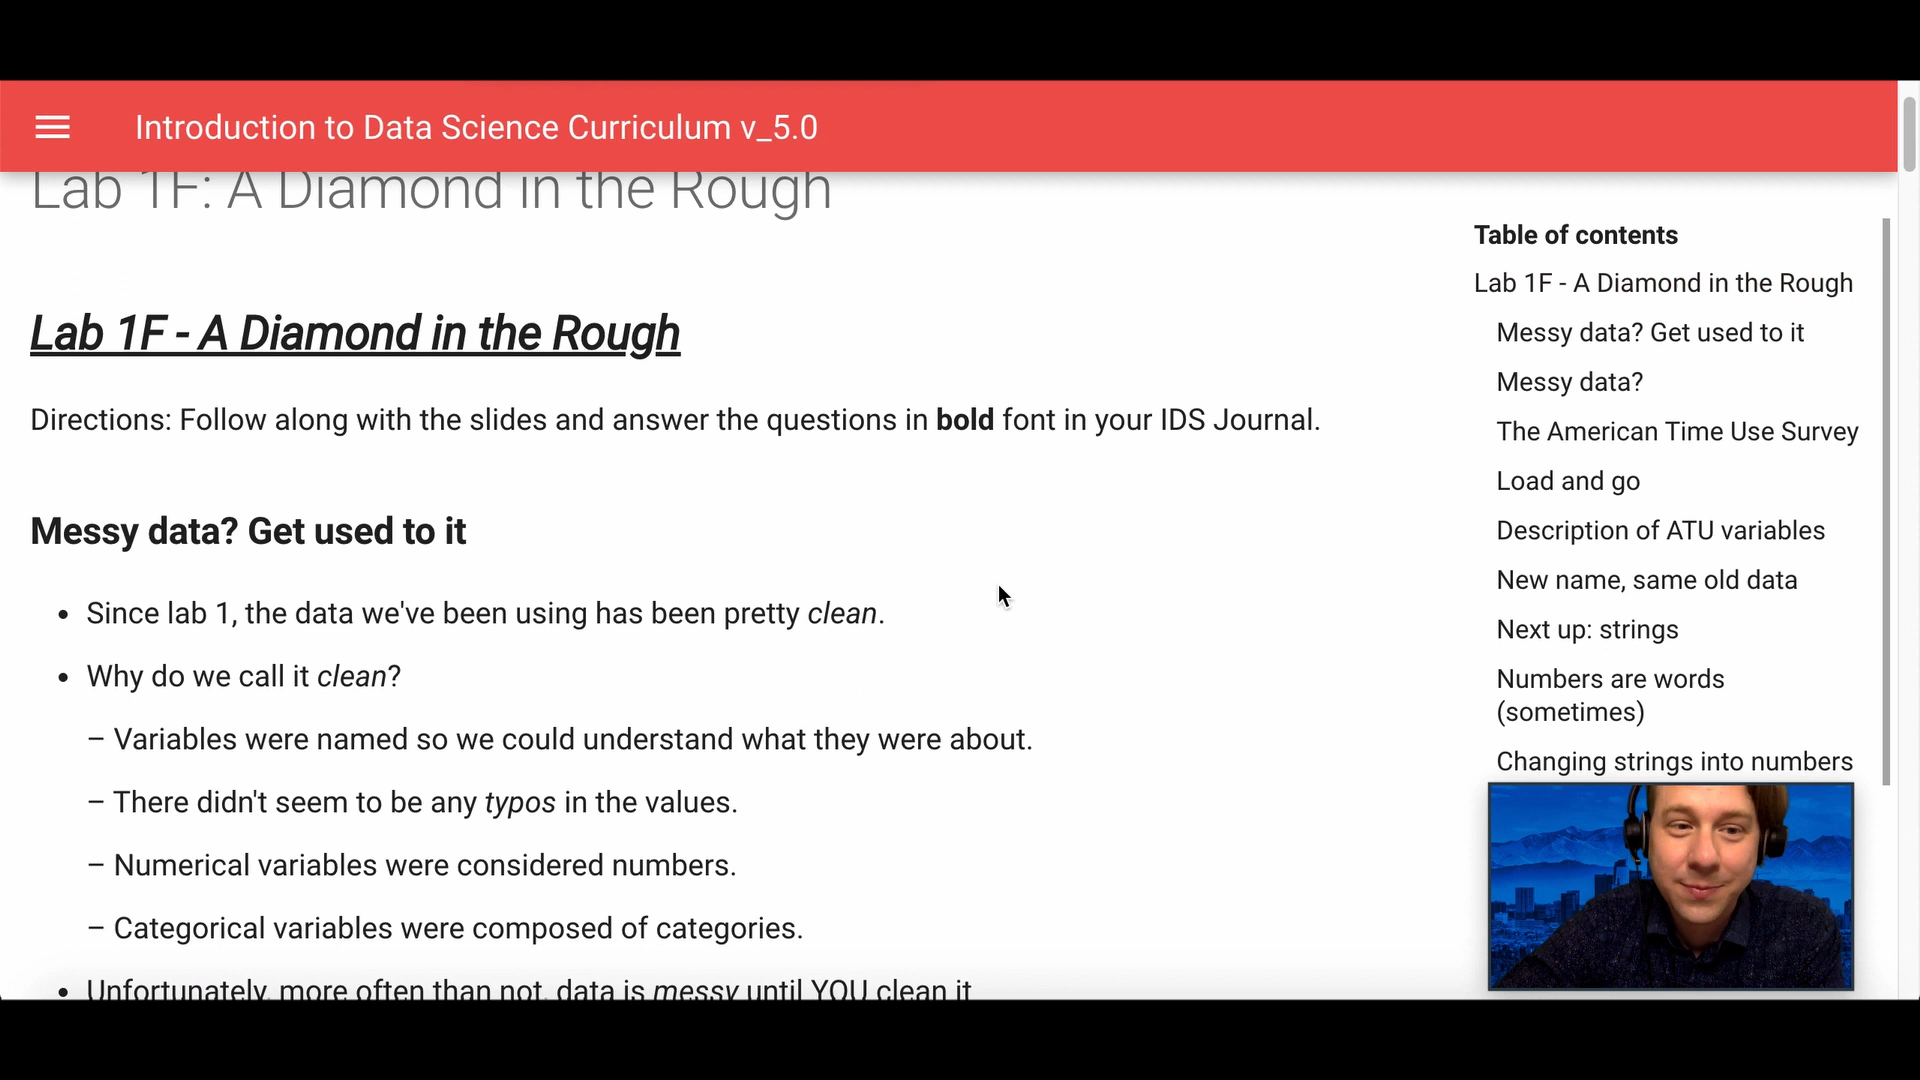 Introduction to Data Science Curriculum v_5.0
Lab 1F: A Diamond in the Rough
Lab 1F - A Diamond in the Rough
Directions: Follow along with the slides and answer the questions in bold font in your IDS Journal.
Messy data? Get used to it
• Since lab 1, the data we've been using has been pretty clean.
• Why do we call it clean?
– Variables were named so we could understand what they were about.
– There didn't seem to be any typos in the values.
– Numerical variables were considered numbers.
– Categorical variables were composed of categories.
• Unfortunately, more often than not, data is messy until YOU clean it
Table of contents
Lab 1F - A Diamond in the Rough
Messy data? Get used to it
Messy data?
The American Time Use Survey
Load and go
Description of ATU variables
New name, same old data
Next up: strings
Numbers are words
(sometimes)
Changing strings into numbers